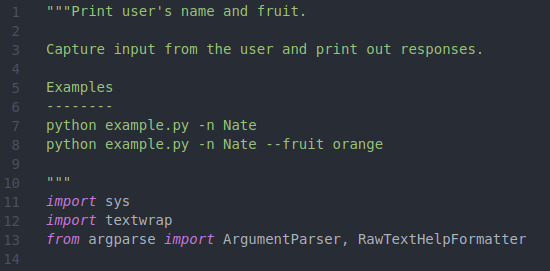 1 """Print user's name and fruit.
2
3 Capture input from the user and print out responses.
4
5 Examples
6 --------
7 python example.py -n Nate
8 python example.py -n Nate --fruit orange
9
10 """
11 import sys
12 import textwrap
13 from argparse import ArgumentParser, RawTextHelpFormatter
14